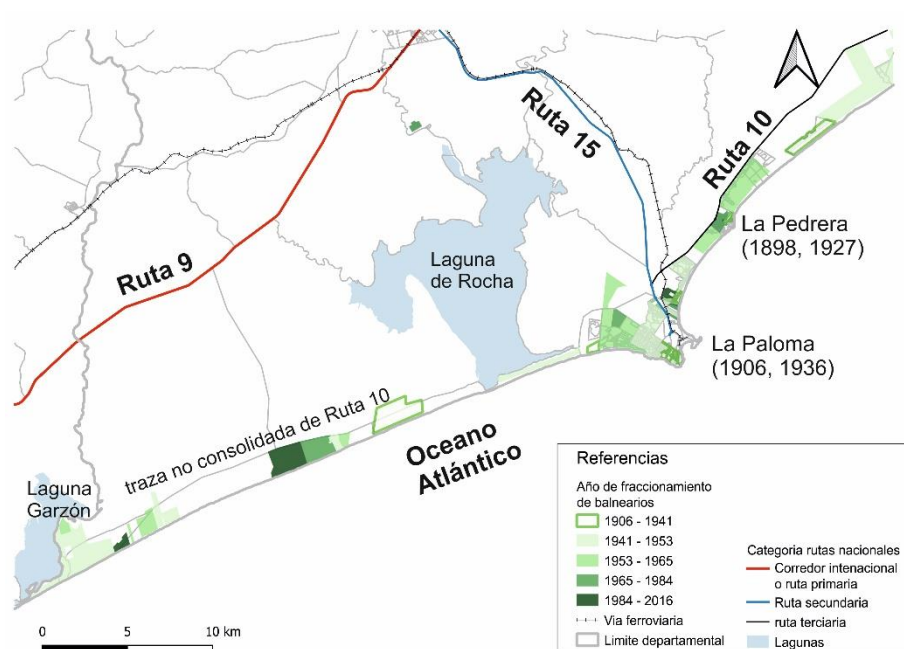 Ruta 15
Ruta 10
Ruta 9
Laguna
de Rocha
La Pedrera
(1898, 1927)
La Paloma
(1906, 1936)
traza no consolidada de Ruta 10
Oceano
Atlántico
Laguna
Garzón
0 5 10 km
Referencias
Año de fraccionamiento
de balnearios
1906 - 1941
1941 - 1953
1953 - 1965
1965 - 1984
1984 - 2016
Via ferroviaria
Limite departamental
Categoria rutas nacionales
Corredor intenacional
o ruta primaria
Ruta secundaria
ruta terciaria
Lagunas